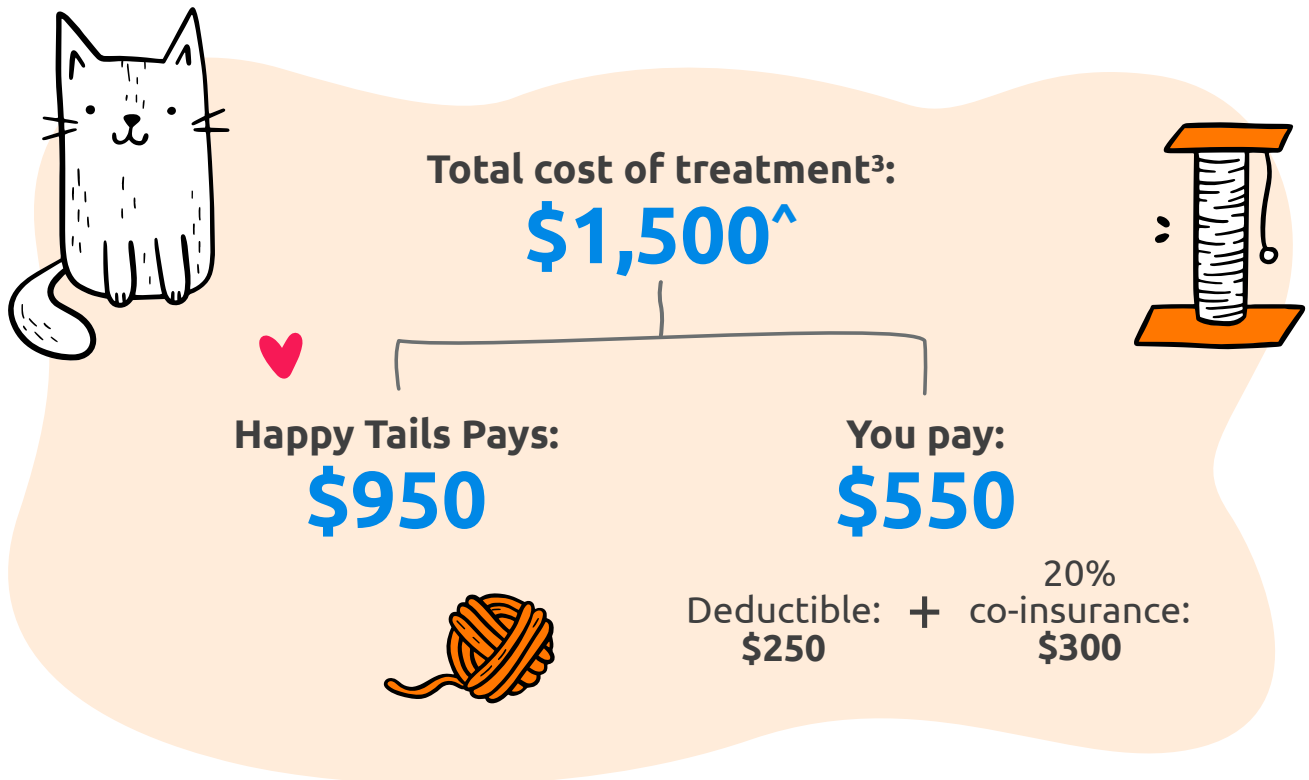 Total cost of treatment³:
$1,500^
Happy Tails Pays:
$950
You pay:
$550
Deductible:
$250
+
20%
co-insurance:
$300